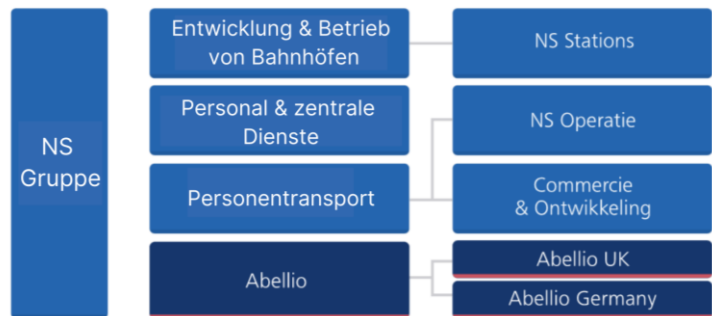 NS
Gruppe
Entwicklung & Betrieb
von Bahnhöfen
NS Stations
Personal & zentrale
Dienste
NS Operatie
Personentransport
Commercie
& Ontwikkeling
Abellio
Abellio UK
Abellio Germany